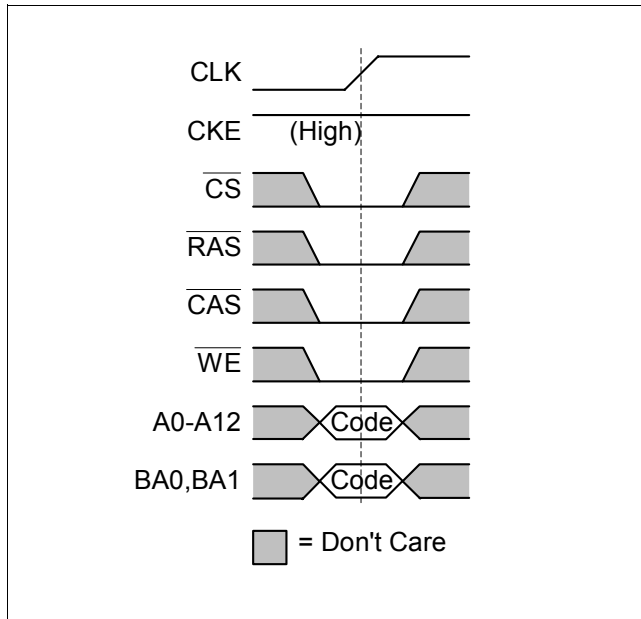 CLK
CKE (High)
CS
RAS
CAS
WE
A0-A12 Code
BA0,BA1 Code
= Don't Care